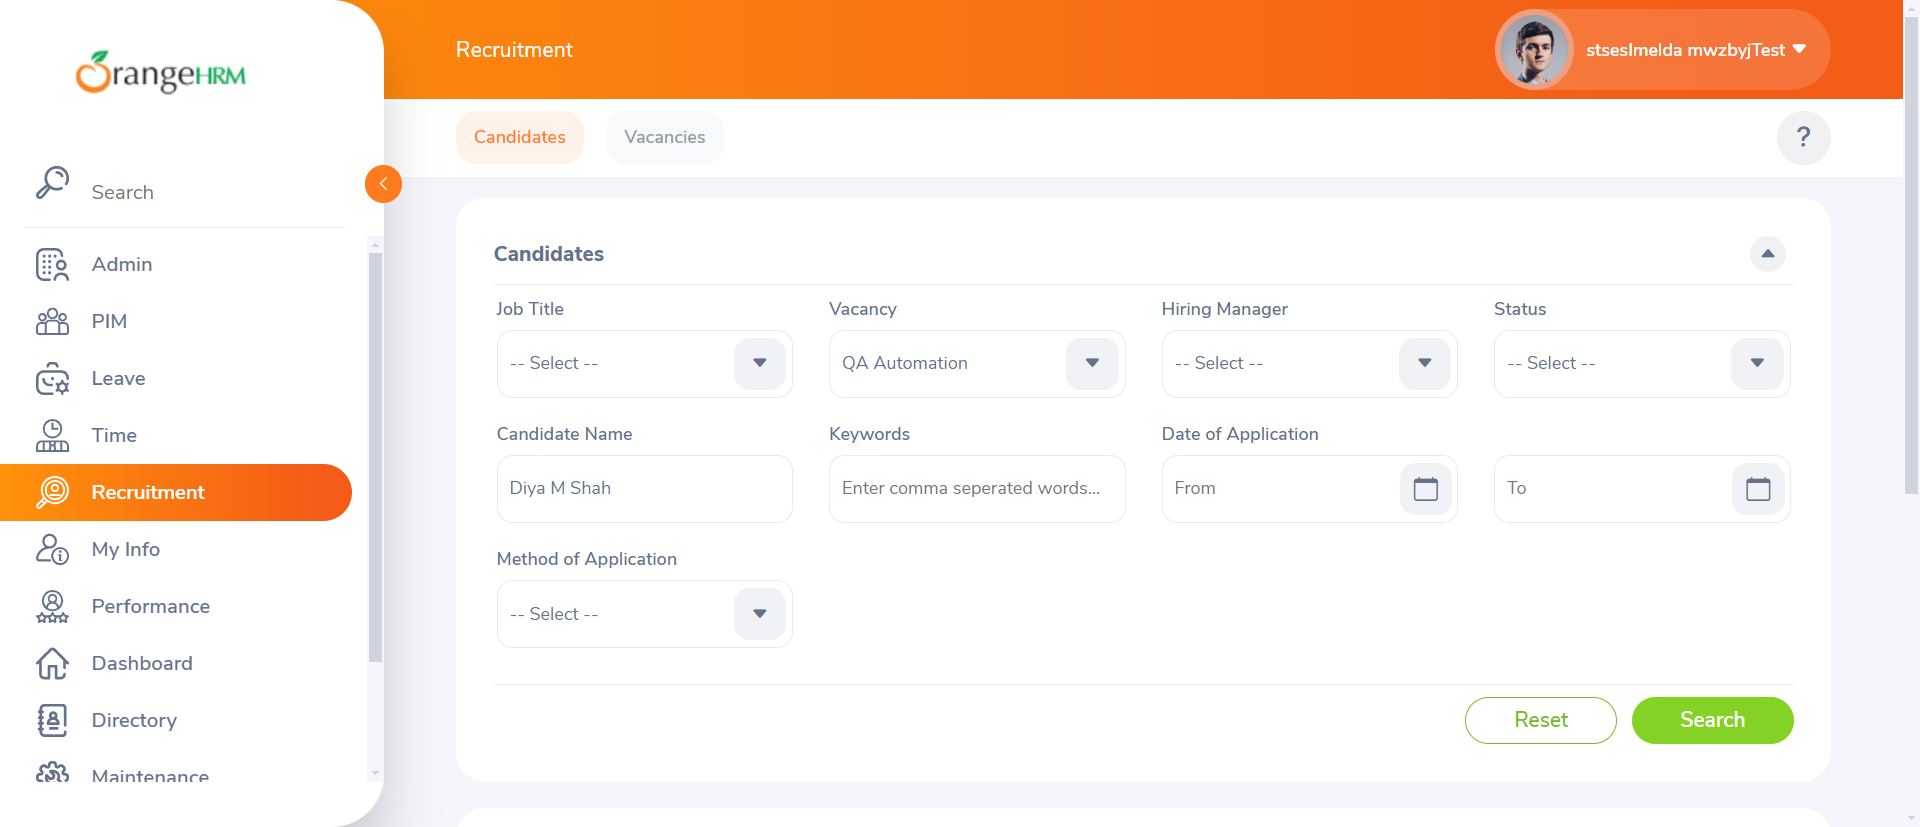 OrangeHRM
Recruitment
stsesImelda mwzbyjTest
Candidates
Vacancies
?
Search
Admin
PIM
Leave
Time
Recruitment
My Info
Performance
Dashboard
Directory
Maintenance
Candidates
Job Title
Vacancy
Hiring Manager
Status
-- Select --
QA Automation
-- Select --
-- Select --
Candidate Name
Keywords
Date of Application
Diya M Shah
Enter comma seperated words...
From
To
Method of Application
-- Select --
Reset
Search